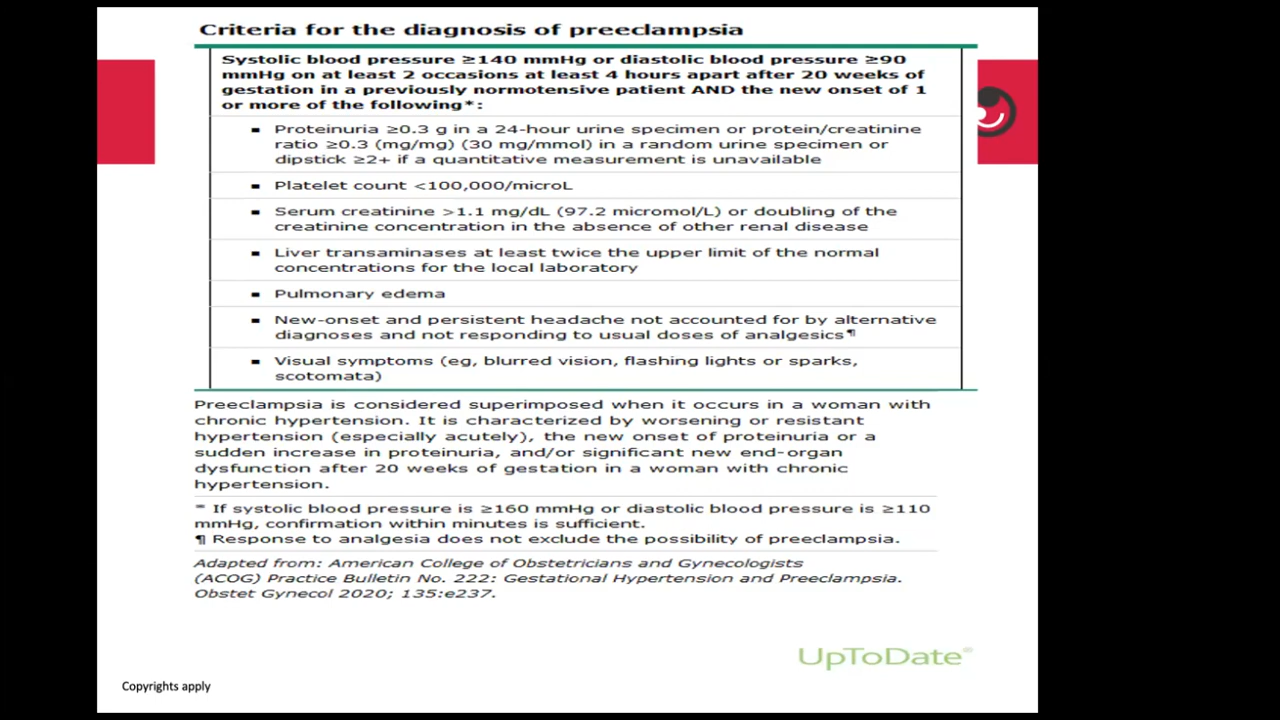 Criteria for the diagnosis of preeclampsia
Systolic blood pressure ≥140 mmHg or diastolic blood pressure ≥90
mmHg on at least 2 occasions at least 4 hours apart after 20 weeks of
gestation in a previously normotensive patient AND the new onset of 1
or more of the following*:
▪ Proteinuria ≥0.3 g in a 24-hour urine specimen or protein/creatinine
ratio ≥0.3 (mg/mg) (30 mg/mmol) in a random urine specimen or
dipstick ≥2+ if a quantitative measurement is unavailable
▪ Platelet count <100,000/microL
▪ Serum creatinine >1.1 mg/dL (97.2 micromol/L) or doubling of the
creatinine concentration in the absence of other renal disease
▪ Liver transaminases at least twice the upper limit of the normal
concentrations for the local laboratory
▪ Pulmonary edema
▪ New-onset and persistent headache not accounted for by alternative
diagnoses and not responding to usual doses of analgesics¶
▪ Visual symptoms (eg, blurred vision, flashing lights or sparks,
scotomata)
Preeclampsia is considered superimposed when it occurs in a woman with
chronic hypertension. It is characterized by worsening or resistant
hypertension (especially acutely), the new onset of proteinuria or a
sudden increase in proteinuria, and/or significant new end-organ
dysfunction after 20 weeks of gestation in a woman with chronic
hypertension.
* If systolic blood pressure is ≥160 mmHg or diastolic blood pressure is ≥110
mmHg, confirmation within minutes is sufficient.
¶ Response to analgesia does not exclude the possibility of preeclampsia.
Adapted from: American College of Obstetricians and Gynecologists
(ACOG) Practice Bulletin No. 222: Gestational Hypertension and Preeclampsia.
Obstet Gynecol 2020; 135:e237.
UpToDate®
Copyrights apply